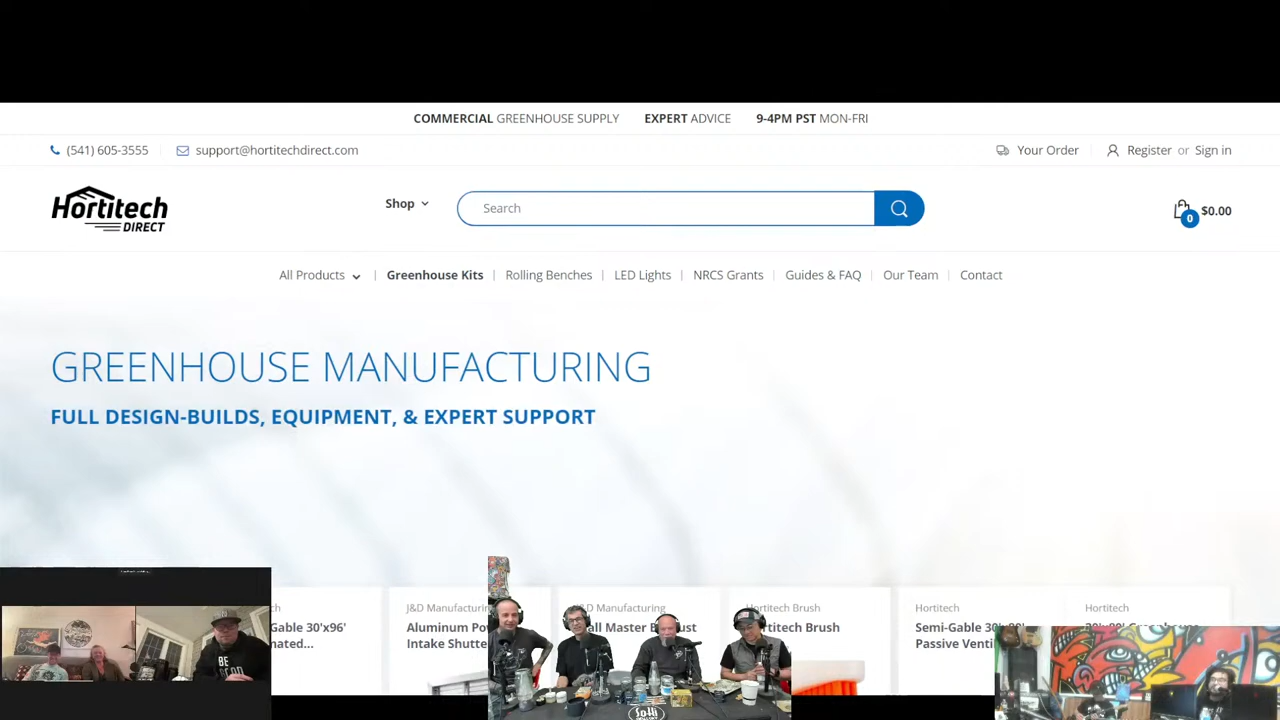 COMMERCIAL GREENHOUSE SUPPLY EXPERT ADVICE 9-4PM PST MON-FRI
(541) 605-3555 support@hortitechdirect.com Your Order Register or Sign in
Hortitech
DIRECT
Shop
Search
0
$0.00
All Products Greenhouse Kits Rolling Benches LED Lights NRCS Grants Guides & FAQ Our Team Contact
GREENHOUSE MANUFACTURING
FULL DESIGN-BUILDS, EQUIPMENT, & EXPERT SUPPORT
J&D Manufacturing
Aluminum
Intake Shutte
Manufacturing
Master
Hortitech Brush
Hortitech Brush
Hortitech
Semi-Gable
Passive
Hortitech
Gable 30'x96'
BE
SoHi